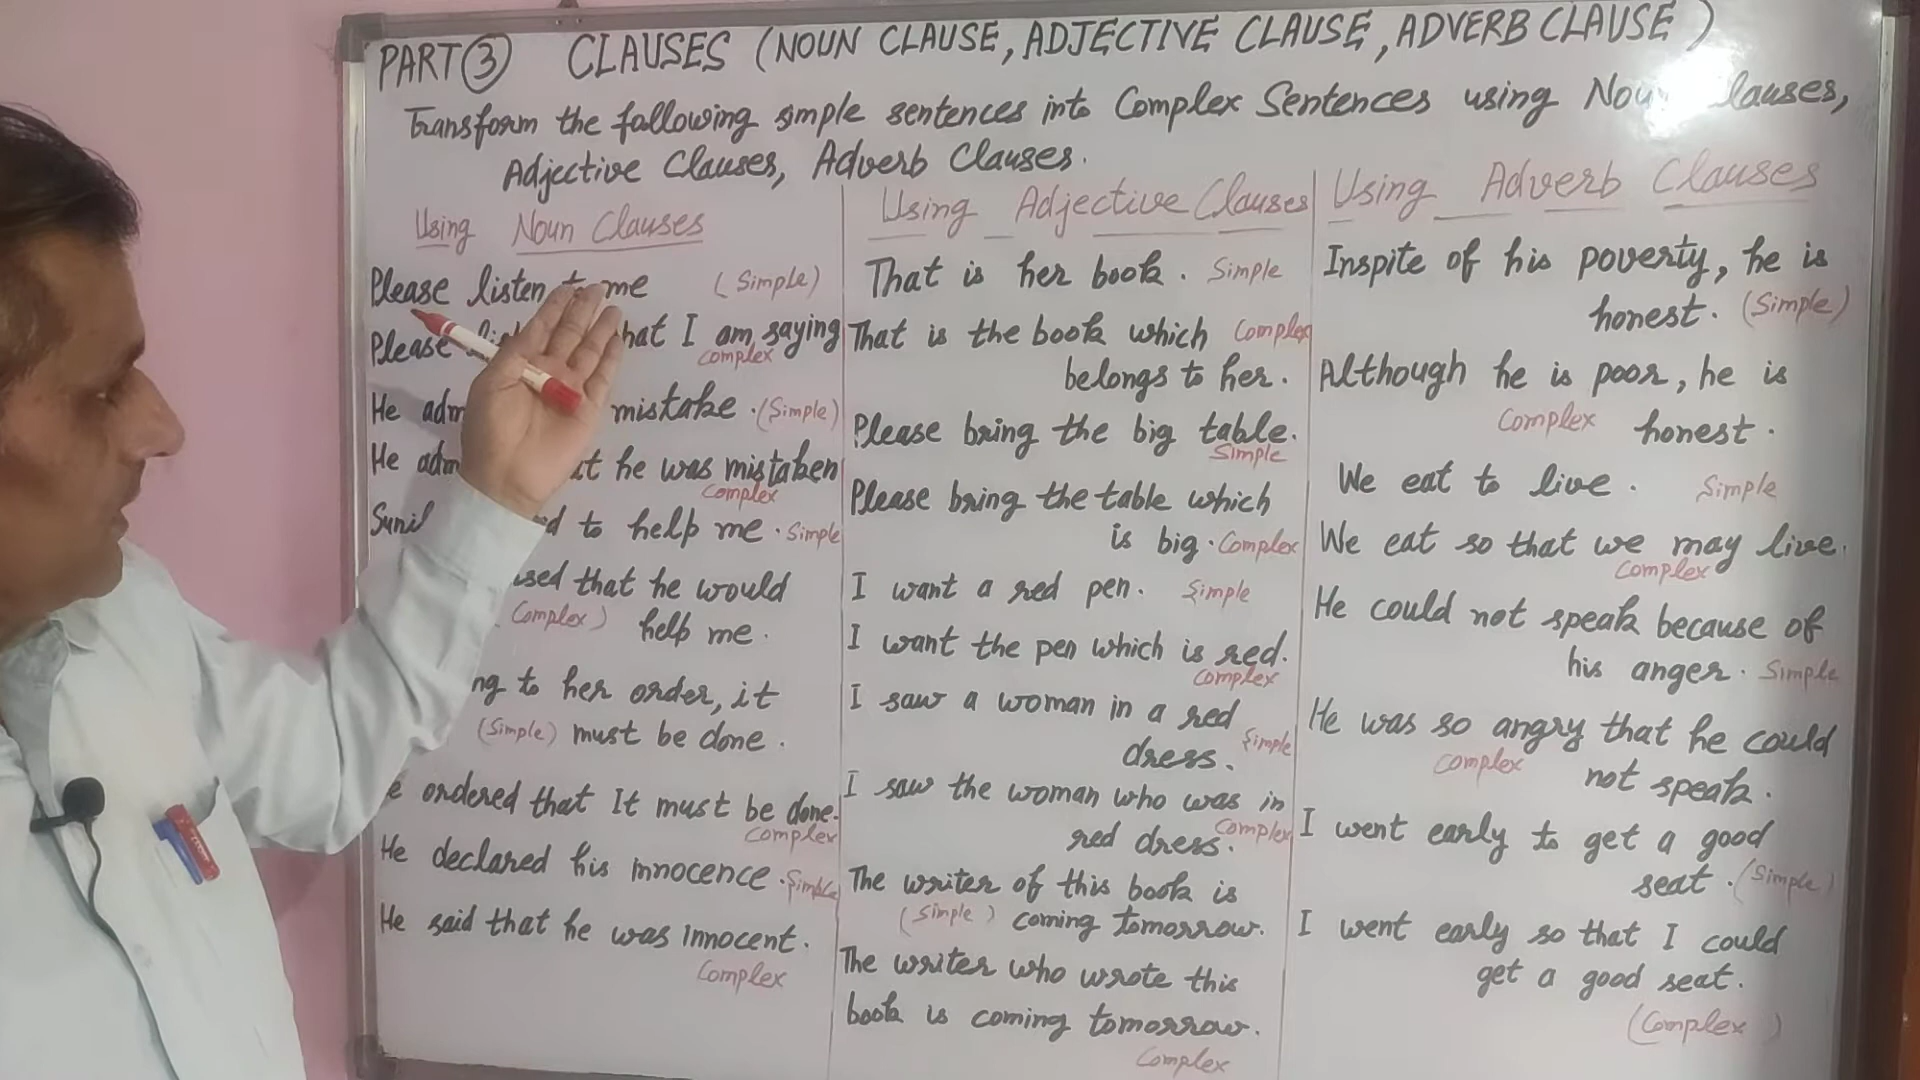 PART ③ CLAUSES (NOUN CLAUSE, ADJECTIVE CLAUSE, ADVERB CLAUSE)
Transform the following simple sentences into Complex Sentences using Clauses,
Adjective Clauses, Adverb Clauses.
Using Noun Clauses
Please listen me (Simple)
Please I am saying
Complex
He mistake. (Simple)
He he was mistaken
Complex
Sunil to help me. Simple
that he would
Complex) help me.
to her order, it
(Simple) must be done.
ordered that It must be done.
Complex
He declared his innocence. Simple
He said that he was innocent.
Complex
Using Adjective Clauses
That is her book. Simple
That is the book which Complex
belongs to her.
Please bring the big table.
Simple
Please bring the table which
is big. Complex
I want a red pen. Simple
I want the pen which is red.
Complex
I saw a woman in a red
dress. Simple
I saw the woman who was in
red dress. Complex
The writer of this book is
(Simple) coming tomorrow.
The writer who wrote this
book is coming tomorrow.
Complex
Using Adverb Clauses
Inspite of his poverty, he is
honest. (Simple)
Although he is poor, he is
Complex honest.
We eat to live. Simple
We eat so that we may live.
Complex
He could not speak because of
his anger. Simple
He was so angry that he could
Complex not speak.
I went early to get a good
seat. (Simple)
I went early so that I could
get a good seat.
(Complex)